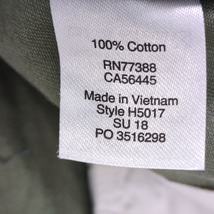 100% Cotton
RN77388
CA56445
Made in Vietnam
Style H5017
SU 18
PO 3516298